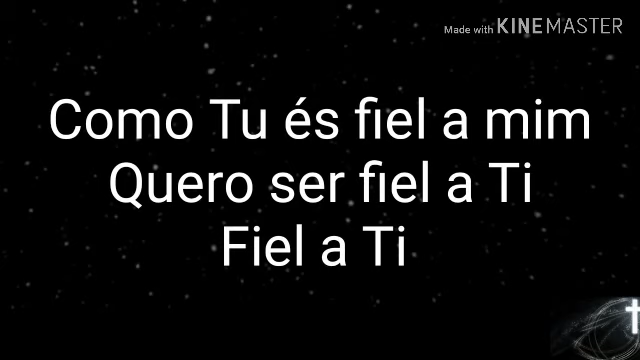 Made with KINEMASTER
Como Tu és fiel a mim
Quero ser fiel a Ti
Fiel a Ti